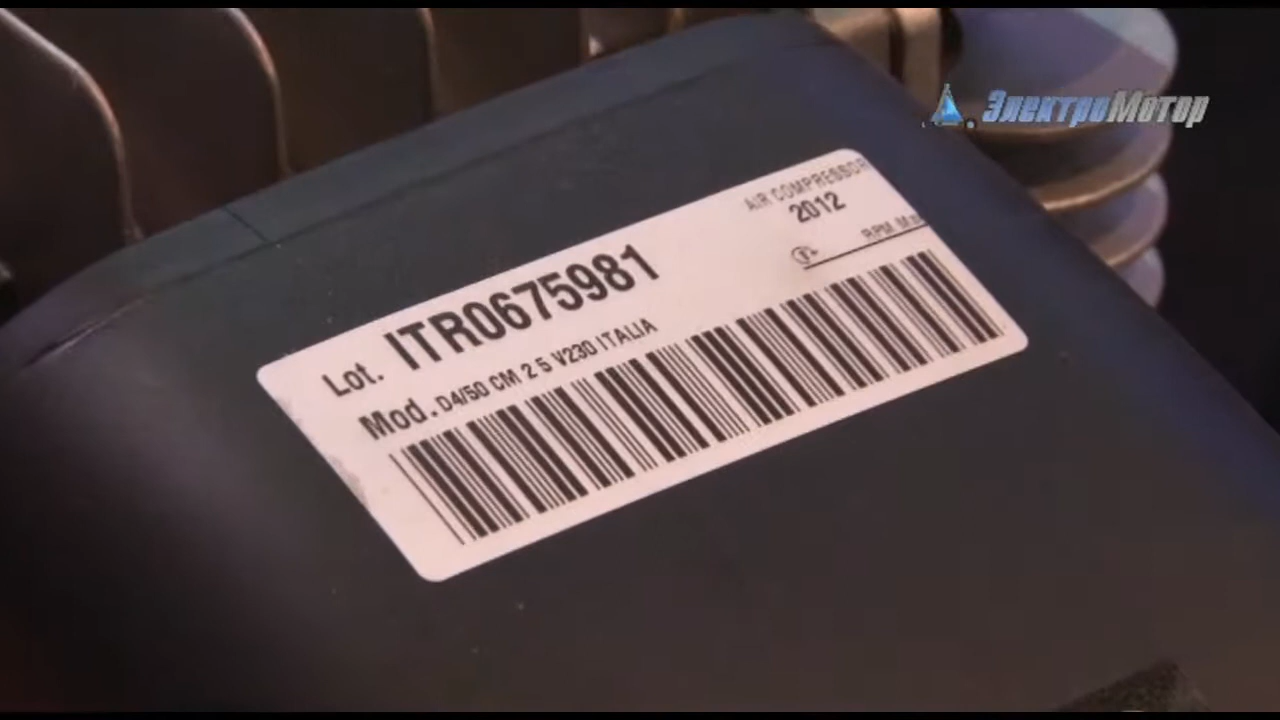 ЭлектроМотор
AIR COMPRESSOR
2012
RPM
Lot. ITR0675981
Mod. D4/50 CM 2 5 V230 ITALIA